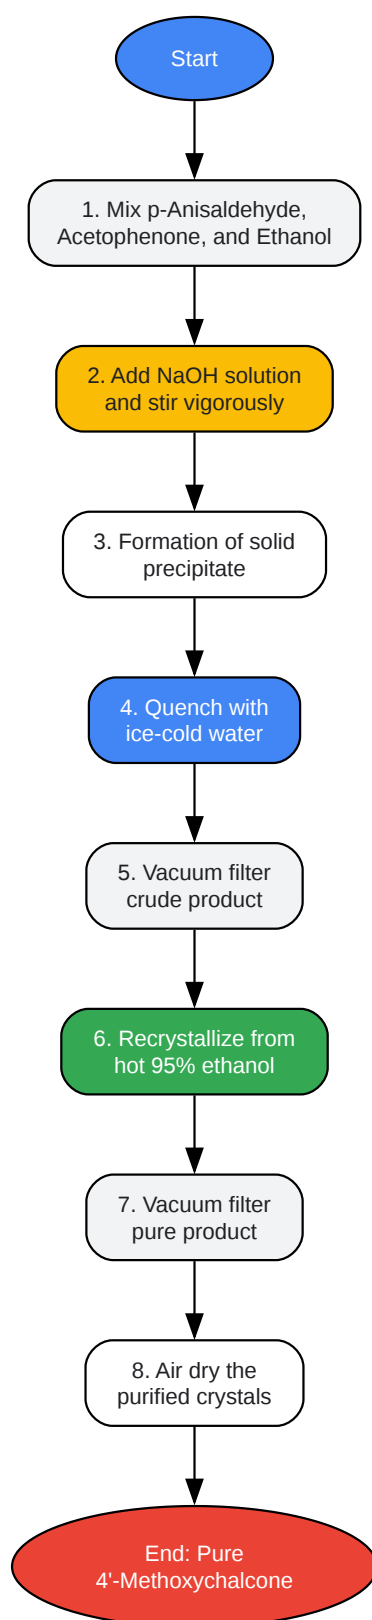 Start
1. Mix p-Anisaldehyde,
Acetophenone, and Ethanol
2. Add NaOH solution
and stir vigorously
3. Formation of solid
precipitate
4. Quench with
ice-cold water
5. Vacuum filter
crude product
6. Recrystallize from
hot 95% ethanol
7. Vacuum filter
pure product
8. Air dry the
purified crystals
End: Pure
4'-Methoxychalcone